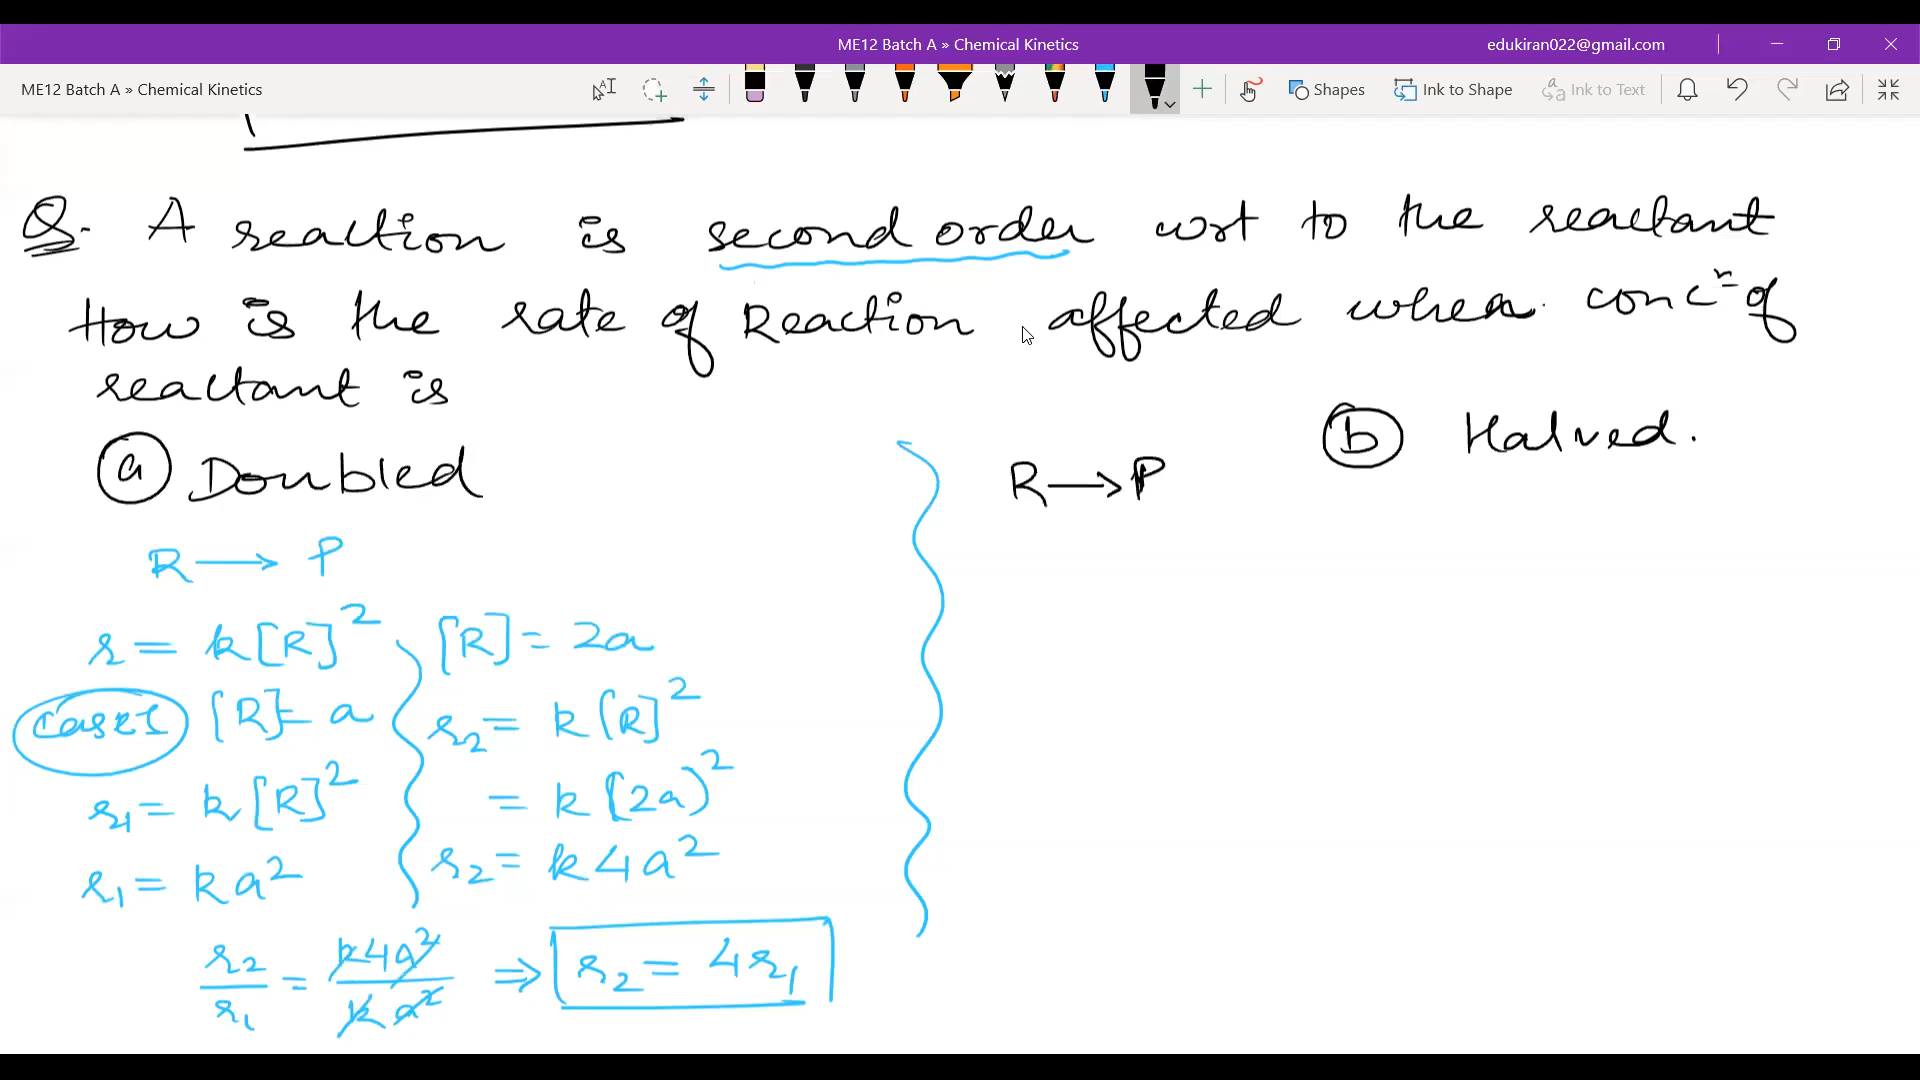 ME12 Batch A » Chemical Kinetics
edukiran022@gmail.com
ME12 Batch A » Chemical Kinetics
Shapes
Ink to Shape
Ink to Text
Q. A reaction is second order wrt to the reactant
How is the rate of Reaction affected when concⁿ of
reactant is
(a) Doubled
(b) Halved.
R ⟶ P
r = k[R]²
case1 [R] = a
r₁ = k[R]²
r₁ = ka²
[R] = 2a
r₂ = k[R]²
= k(2a)²
r₂ = k4a²
r₂/r₁ = k4a²/ka² ⇒ r₂ = 4r₁
R ⟶ P